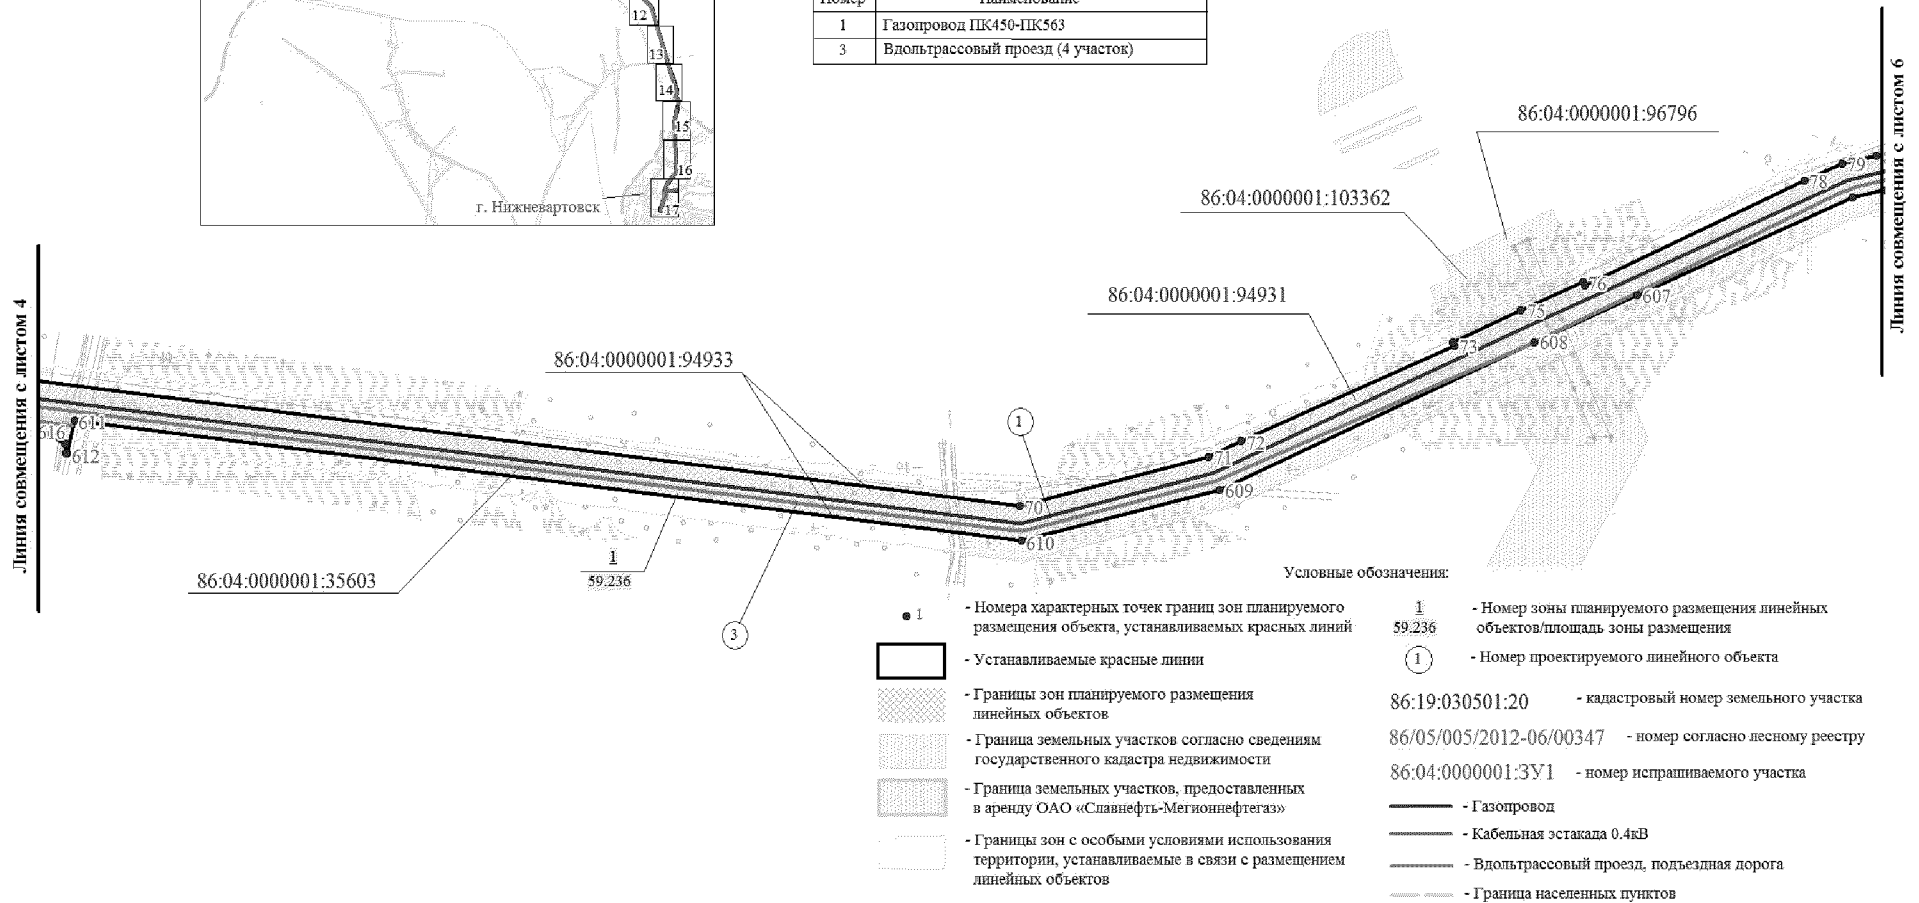 12
13
14
15
16
17
г. Нижневартовск
Номер Наименование
1 Газопровод ПК450-ПК563
3 Вдольтрассовый проезд (4 участок)
Линия совмещения с листом 4
Линия совмещения с листом 6
86:04:0000001:96796
86:04:0000001:103362
86:04:0000001:94931
86:04:0000001:94933
86:04:0000001:35603
1
59.236
3
1
616
611
612
70
610
71
72
609
73
75
76
607
608
78
79
Условные обозначения:
1 - Номера характерных точек границ зон планируемого
размещения объекта, устанавливаемых красных линий
- Устанавливаемые красные линии
- Границы зон планируемого размещения
линейных объектов
- Граница земельных участков согласно сведениям
государственного кадастра недвижимости
- Граница земельных участков, предоставленных
в аренду ОАО «Славнефть-Мегионнефтегаз»
- Границы зон с особыми условиями использования
территории, устанавливаемые в связи с размещением
линейных объектов
1
59.236
- Номер зоны планируемого размещения линейных
объектов/площадь зоны размещения
1 - Номер проектируемого линейного объекта
86:19:030501:20 - кадастровый номер земельного участка
86/05/005/2012-06/00347 - номер согласно лесному реестру
86:04:0000001:ЗУ1 - номер испрашиваемого участка
- Газопровод
- Кабельная эстакада 0.4кВ
- Вдольтрассовый проезд, подъездная дорога
- Граница населенных пунктов